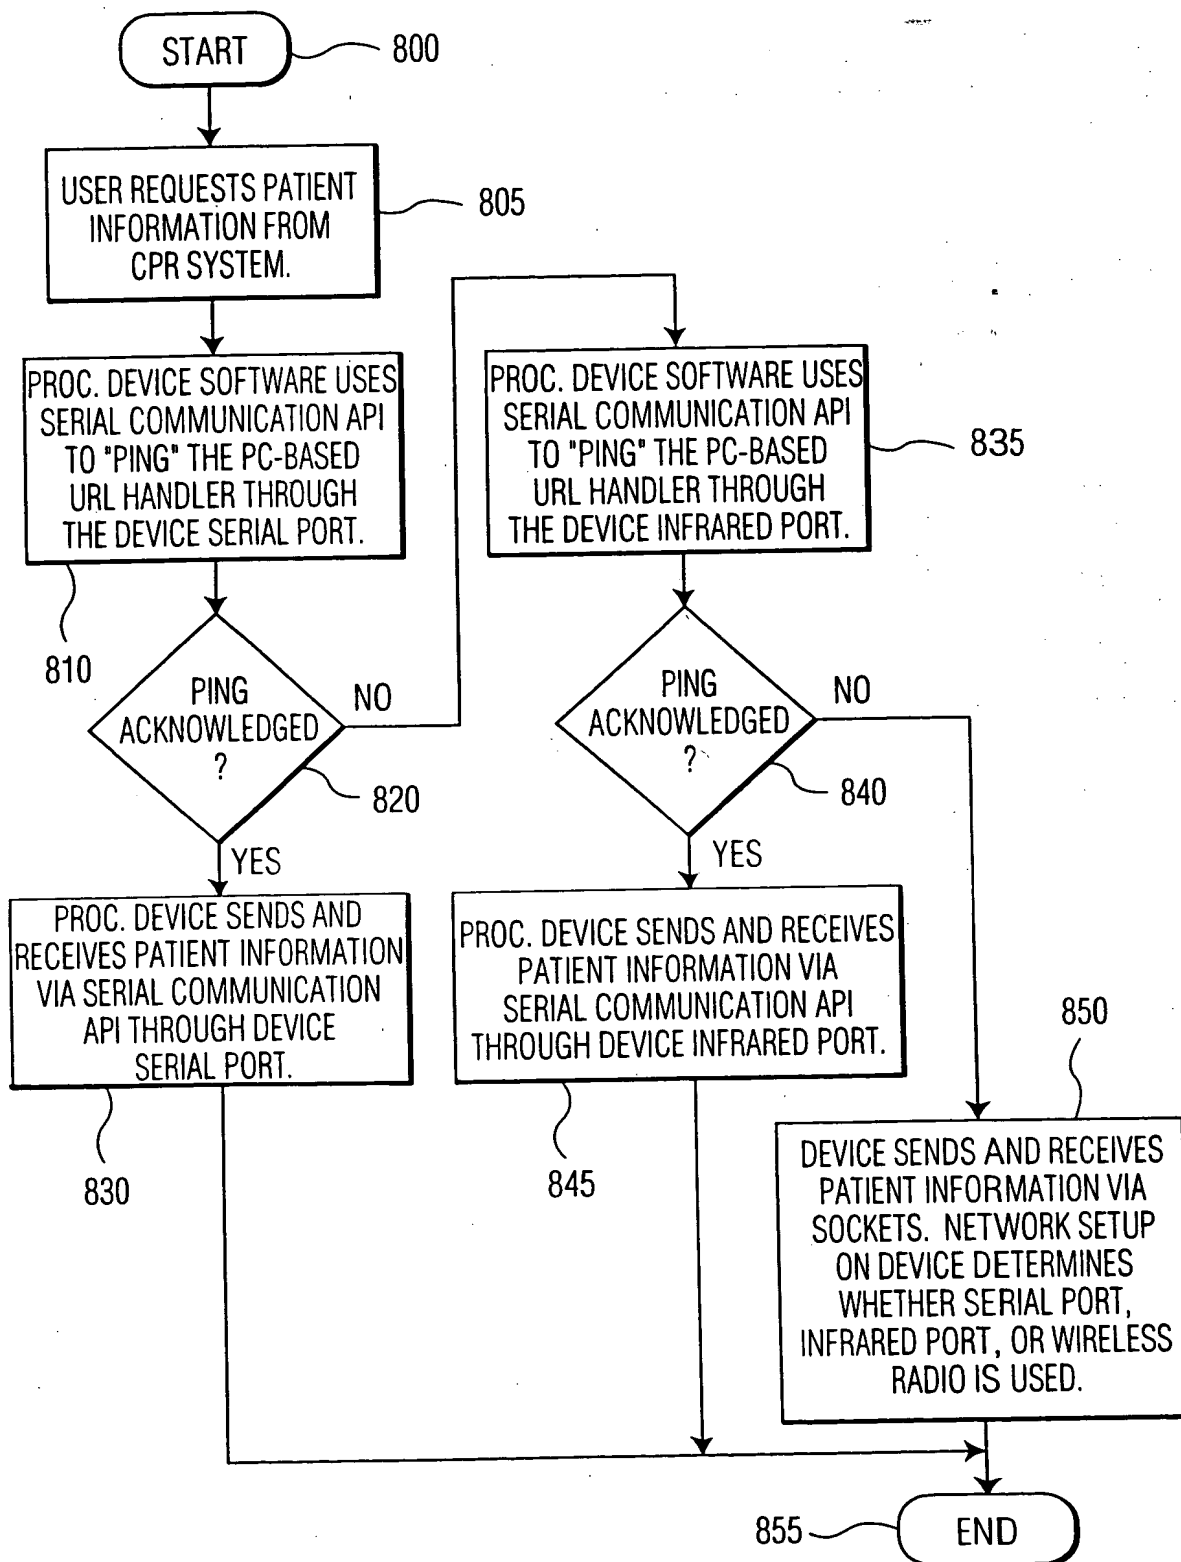 START
800
USER REQUESTS PATIENT
INFORMATION FROM
CPR SYSTEM.
805
PROC. DEVICE SOFTWARE USES
SERIAL COMMUNICATION API
TO "PING" THE PC-BASED
URL HANDLER THROUGH
THE DEVICE SERIAL PORT.
810
PING
ACKNOWLEDGED
?
NO
820
YES
PROC. DEVICE SENDS AND
RECEIVES PATIENT INFORMATION
VIA SERIAL COMMUNICATION
API THROUGH DEVICE
SERIAL PORT.
830
PROC. DEVICE SOFTWARE USES
SERIAL COMMUNICATION API
TO "PING" THE PC-BASED
URL HANDLER THROUGH
THE DEVICE INFRARED PORT.
835
PING
ACKNOWLEDGED
?
NO
840
YES
PROC. DEVICE SENDS AND RECEIVES
PATIENT INFORMATION VIA
SERIAL COMMUNICATION API
THROUGH DEVICE INFRARED PORT.
845
850
DEVICE SENDS AND RECEIVES
PATIENT INFORMATION VIA
SOCKETS. NETWORK SETUP
ON DEVICE DETERMINES
WHETHER SERIAL PORT,
INFRARED PORT, OR WIRELESS
RADIO IS USED.
855
END